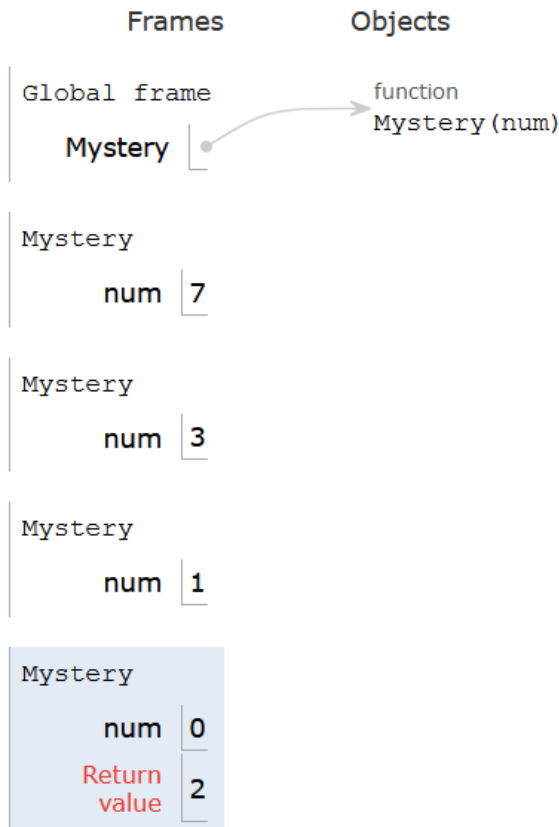 Frames Objects
Global frame
Mystery
function
Mystery(num)
Mystery
num 7
Mystery
num 3
Mystery
num 1
Mystery
num 0
Return
value 2